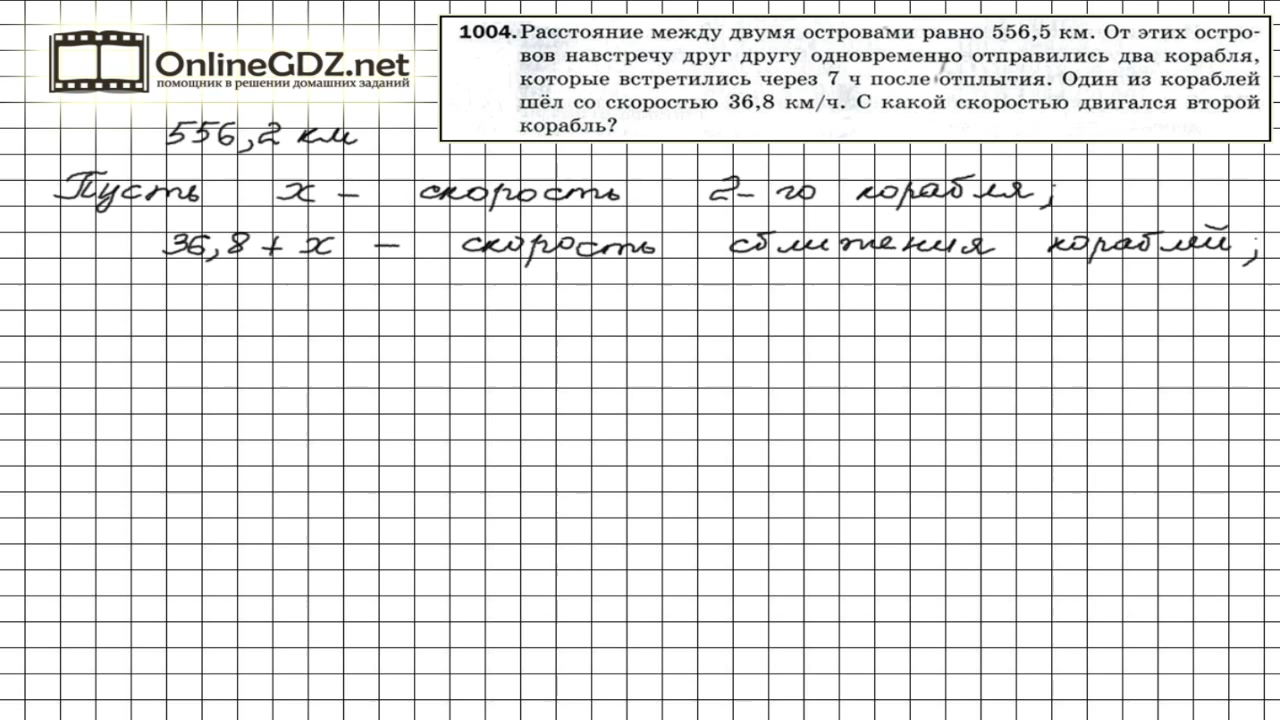 OnlineGDZ.net
помощник в решении домашних заданий
1004. Расстояние между двумя островами равно 556,5 км. От этих остро-
вов навстречу друг другу одновременно отправились два корабля,
которые встретились через 7 ч после отплытия. Один из кораблей
шёл со скоростью 36,8 км/ч. С какой скоростью двигался второй
корабль?
556,2 км
Пусть x – скорость 2-го корабля;
36,8 + x – скорость сближения кораблей;